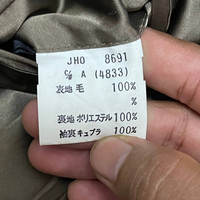 JHO 8691
% A (4833)
表地 毛 100%
%
裏地 ポリエステル 100%
袖裏 キュプラ 100%